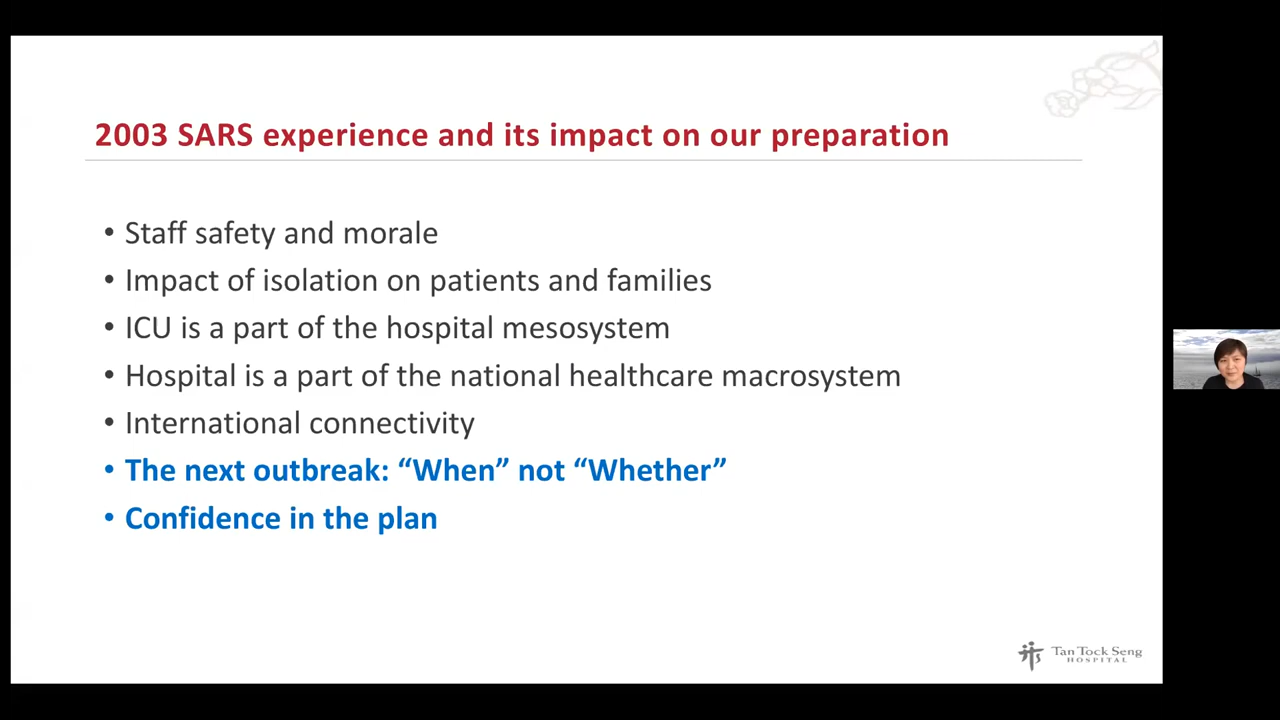 2003 SARS experience and its impact on our preparation
• Staff safety and morale
• Impact of isolation on patients and families
• ICU is a part of the hospital mesosystem
• Hospital is a part of the national healthcare macrosystem
• International connectivity
• The next outbreak: “When” not “Whether”
• Confidence in the plan
Tan Tock Seng
HOSPITAL